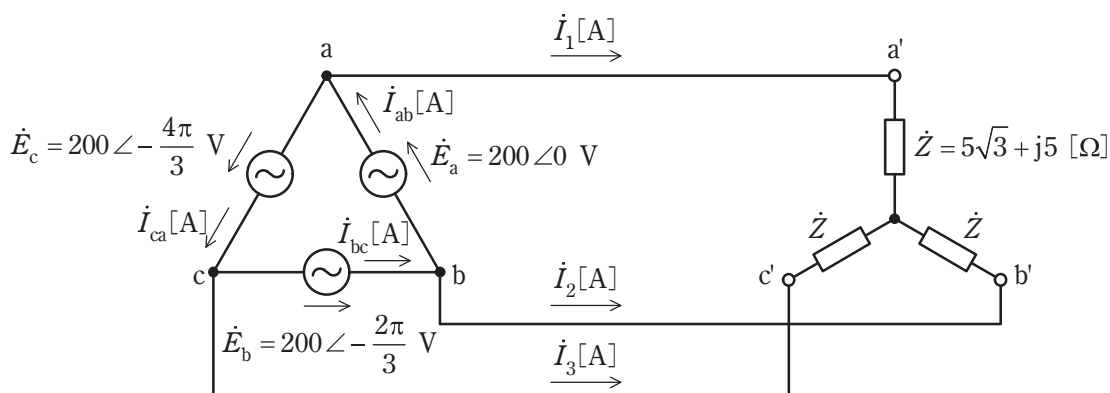 İ₁[A]
a
a'
İab[A]
Ėc = 200∠−4π/3 V
Ėa = 200∠0 V
Ż = 5√3 + j5 [Ω]
İca[A]
İbc[A]
Ż
Ż
c
b
c'
b'
İ₂[A]
Ėb = 200∠−2π/3 V
İ₃[A]